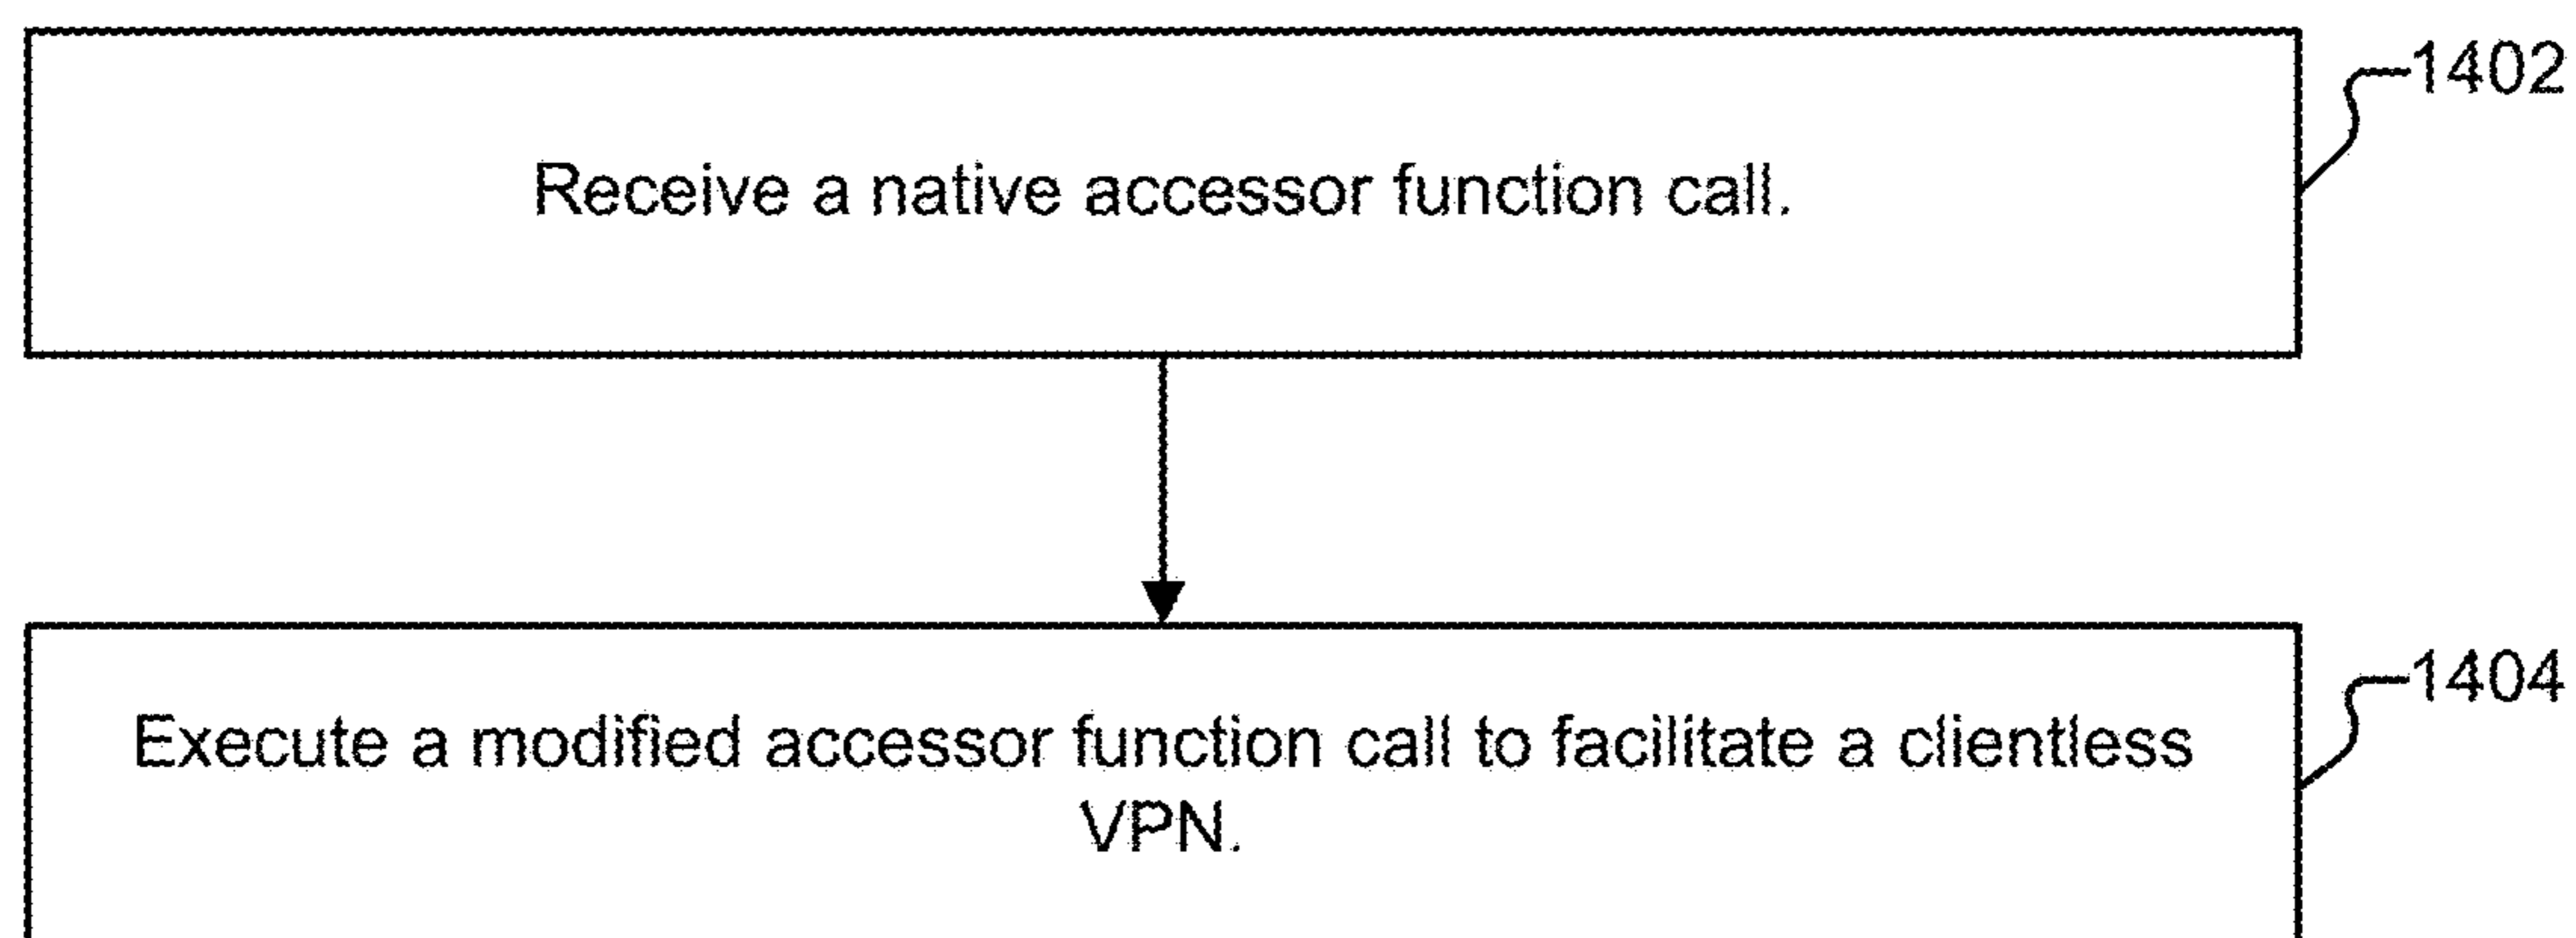 1402
Receive a native accessor function call.
1404
Execute a modified accessor function call to facilitate a clientless
VPN.